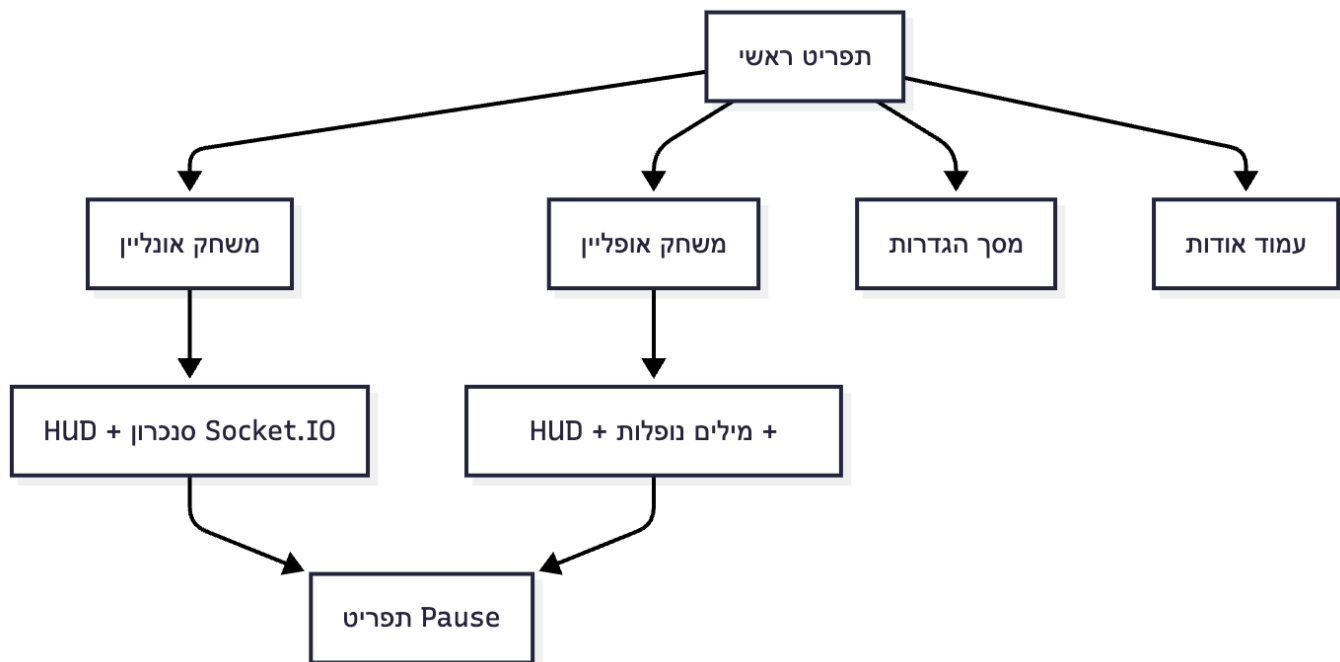 תפריט ראשי
משחק אונליין
משחק אופליין
מסך הגדרות
עמוד אודות
HUD + סנכרון Socket.IO
HUD + מילים נופלות +
תפריט Pause